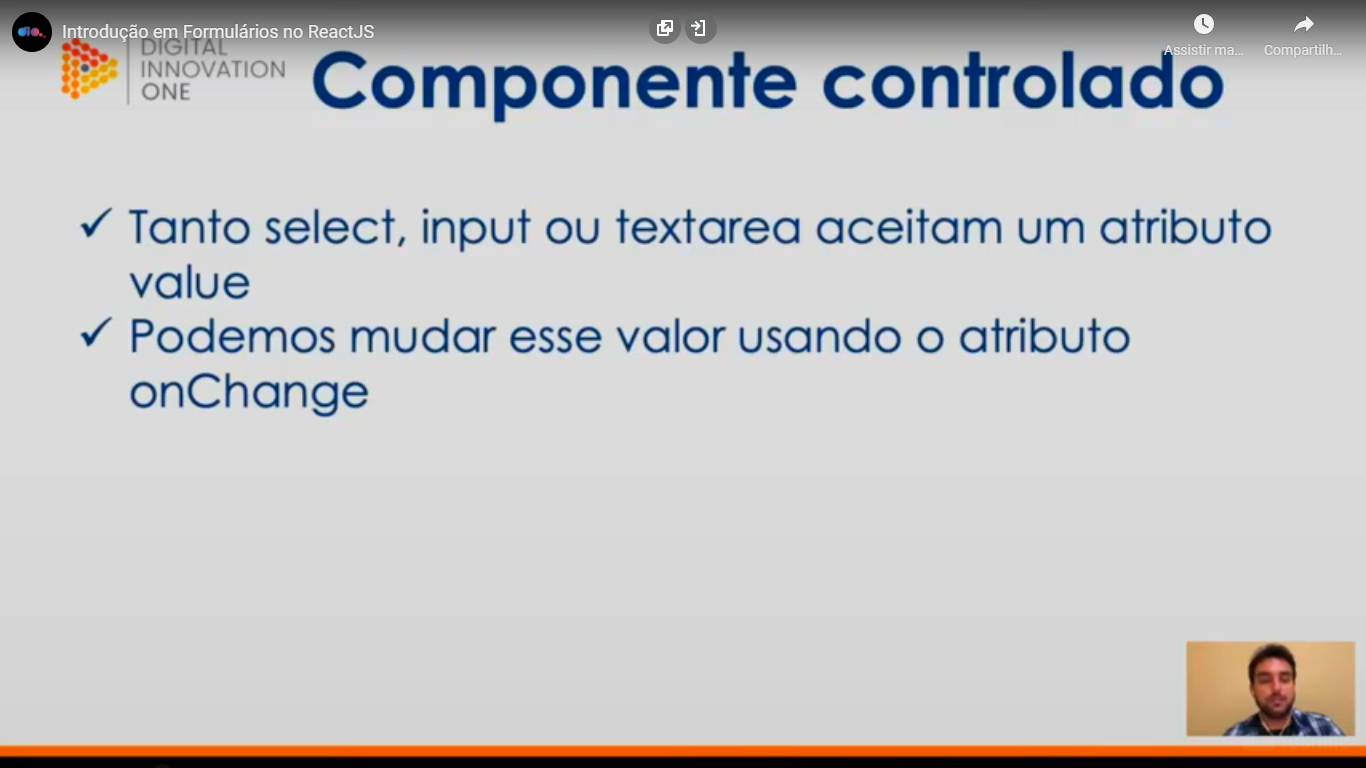 Introdução em Formulários no ReactJS
Assistir ma...
Compartilh...
DIGITAL
INNOVATION
ONE
Componente controlado
✓ Tanto select, input ou textarea aceitam um atributo
value
✓ Podemos mudar esse valor usando o atributo
onChange